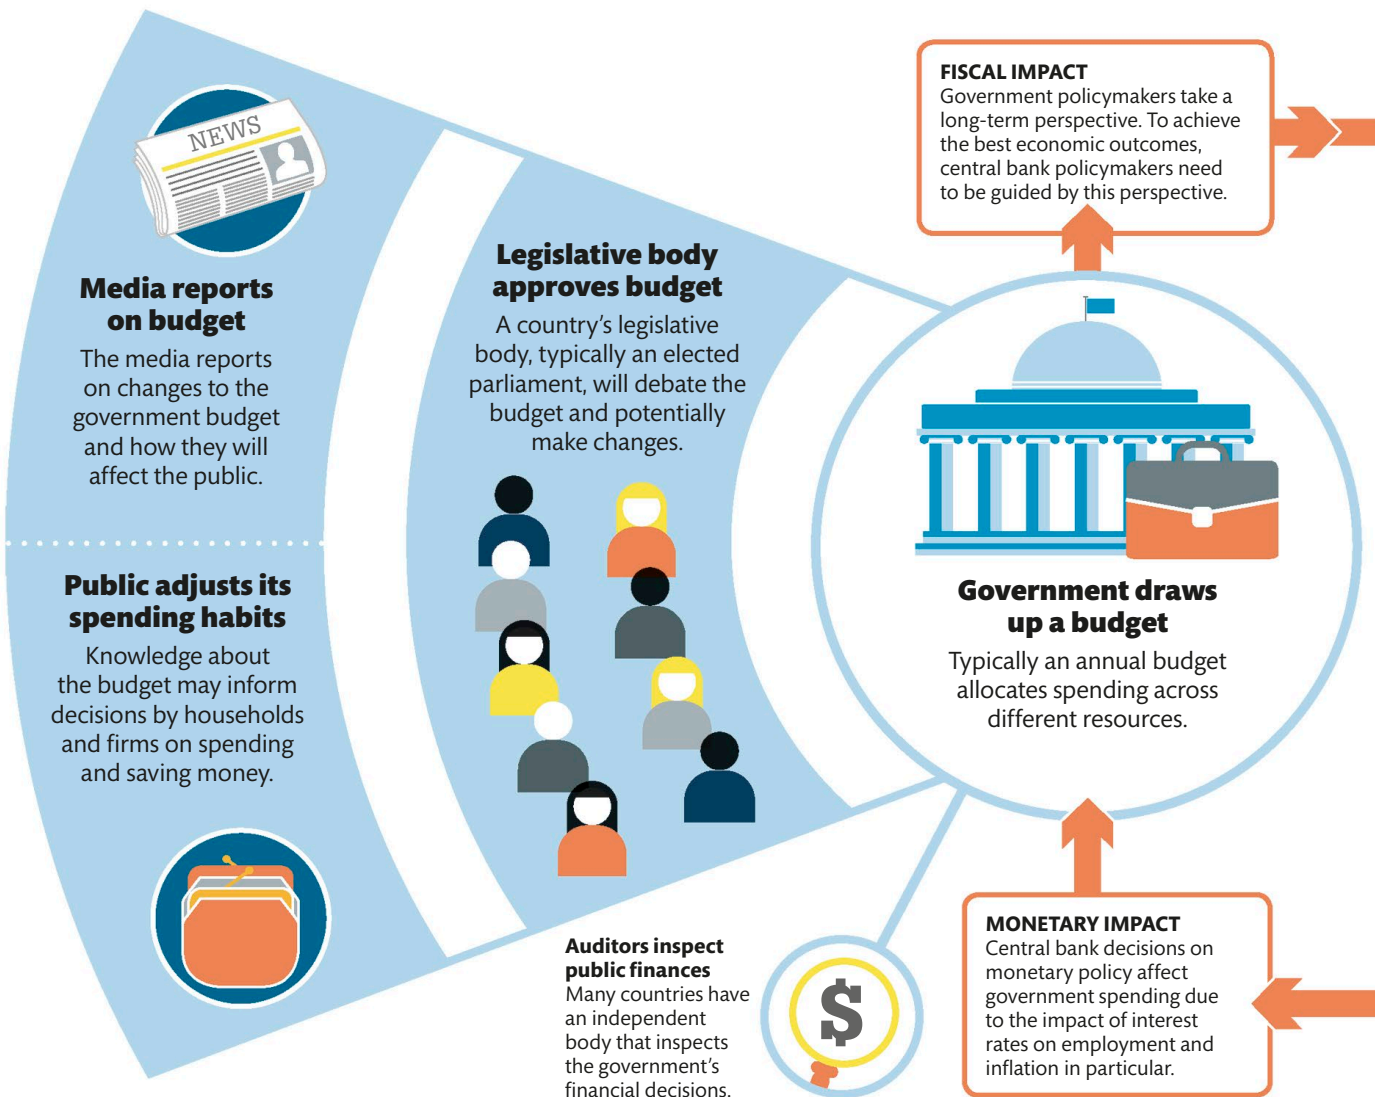 NEWS
Media reports
on budget
The media reports
on changes to the
government budget
and how they will
affect the public.
Public adjusts its
spending habits
Knowledge about
the budget may inform
decisions by households
and firms on spending
and saving money.
Legislative body
approves budget
A country’s legislative
body, typically an elected
parliament, will debate the
budget and potentially
make changes.
Auditors inspect
public finances
Many countries have
an independent
body that inspects
the government’s
financial decisions.
$
FISCAL IMPACT
Government policymakers take a
long-term perspective. To achieve
the best economic outcomes,
central bank policymakers need
to be guided by this perspective.
Government draws
up a budget
Typically an annual budget
allocates spending across
different resources.
MONETARY IMPACT
Central bank decisions on
monetary policy affect
government spending due
to the impact of interest
rates on employment and
inflation in particular.